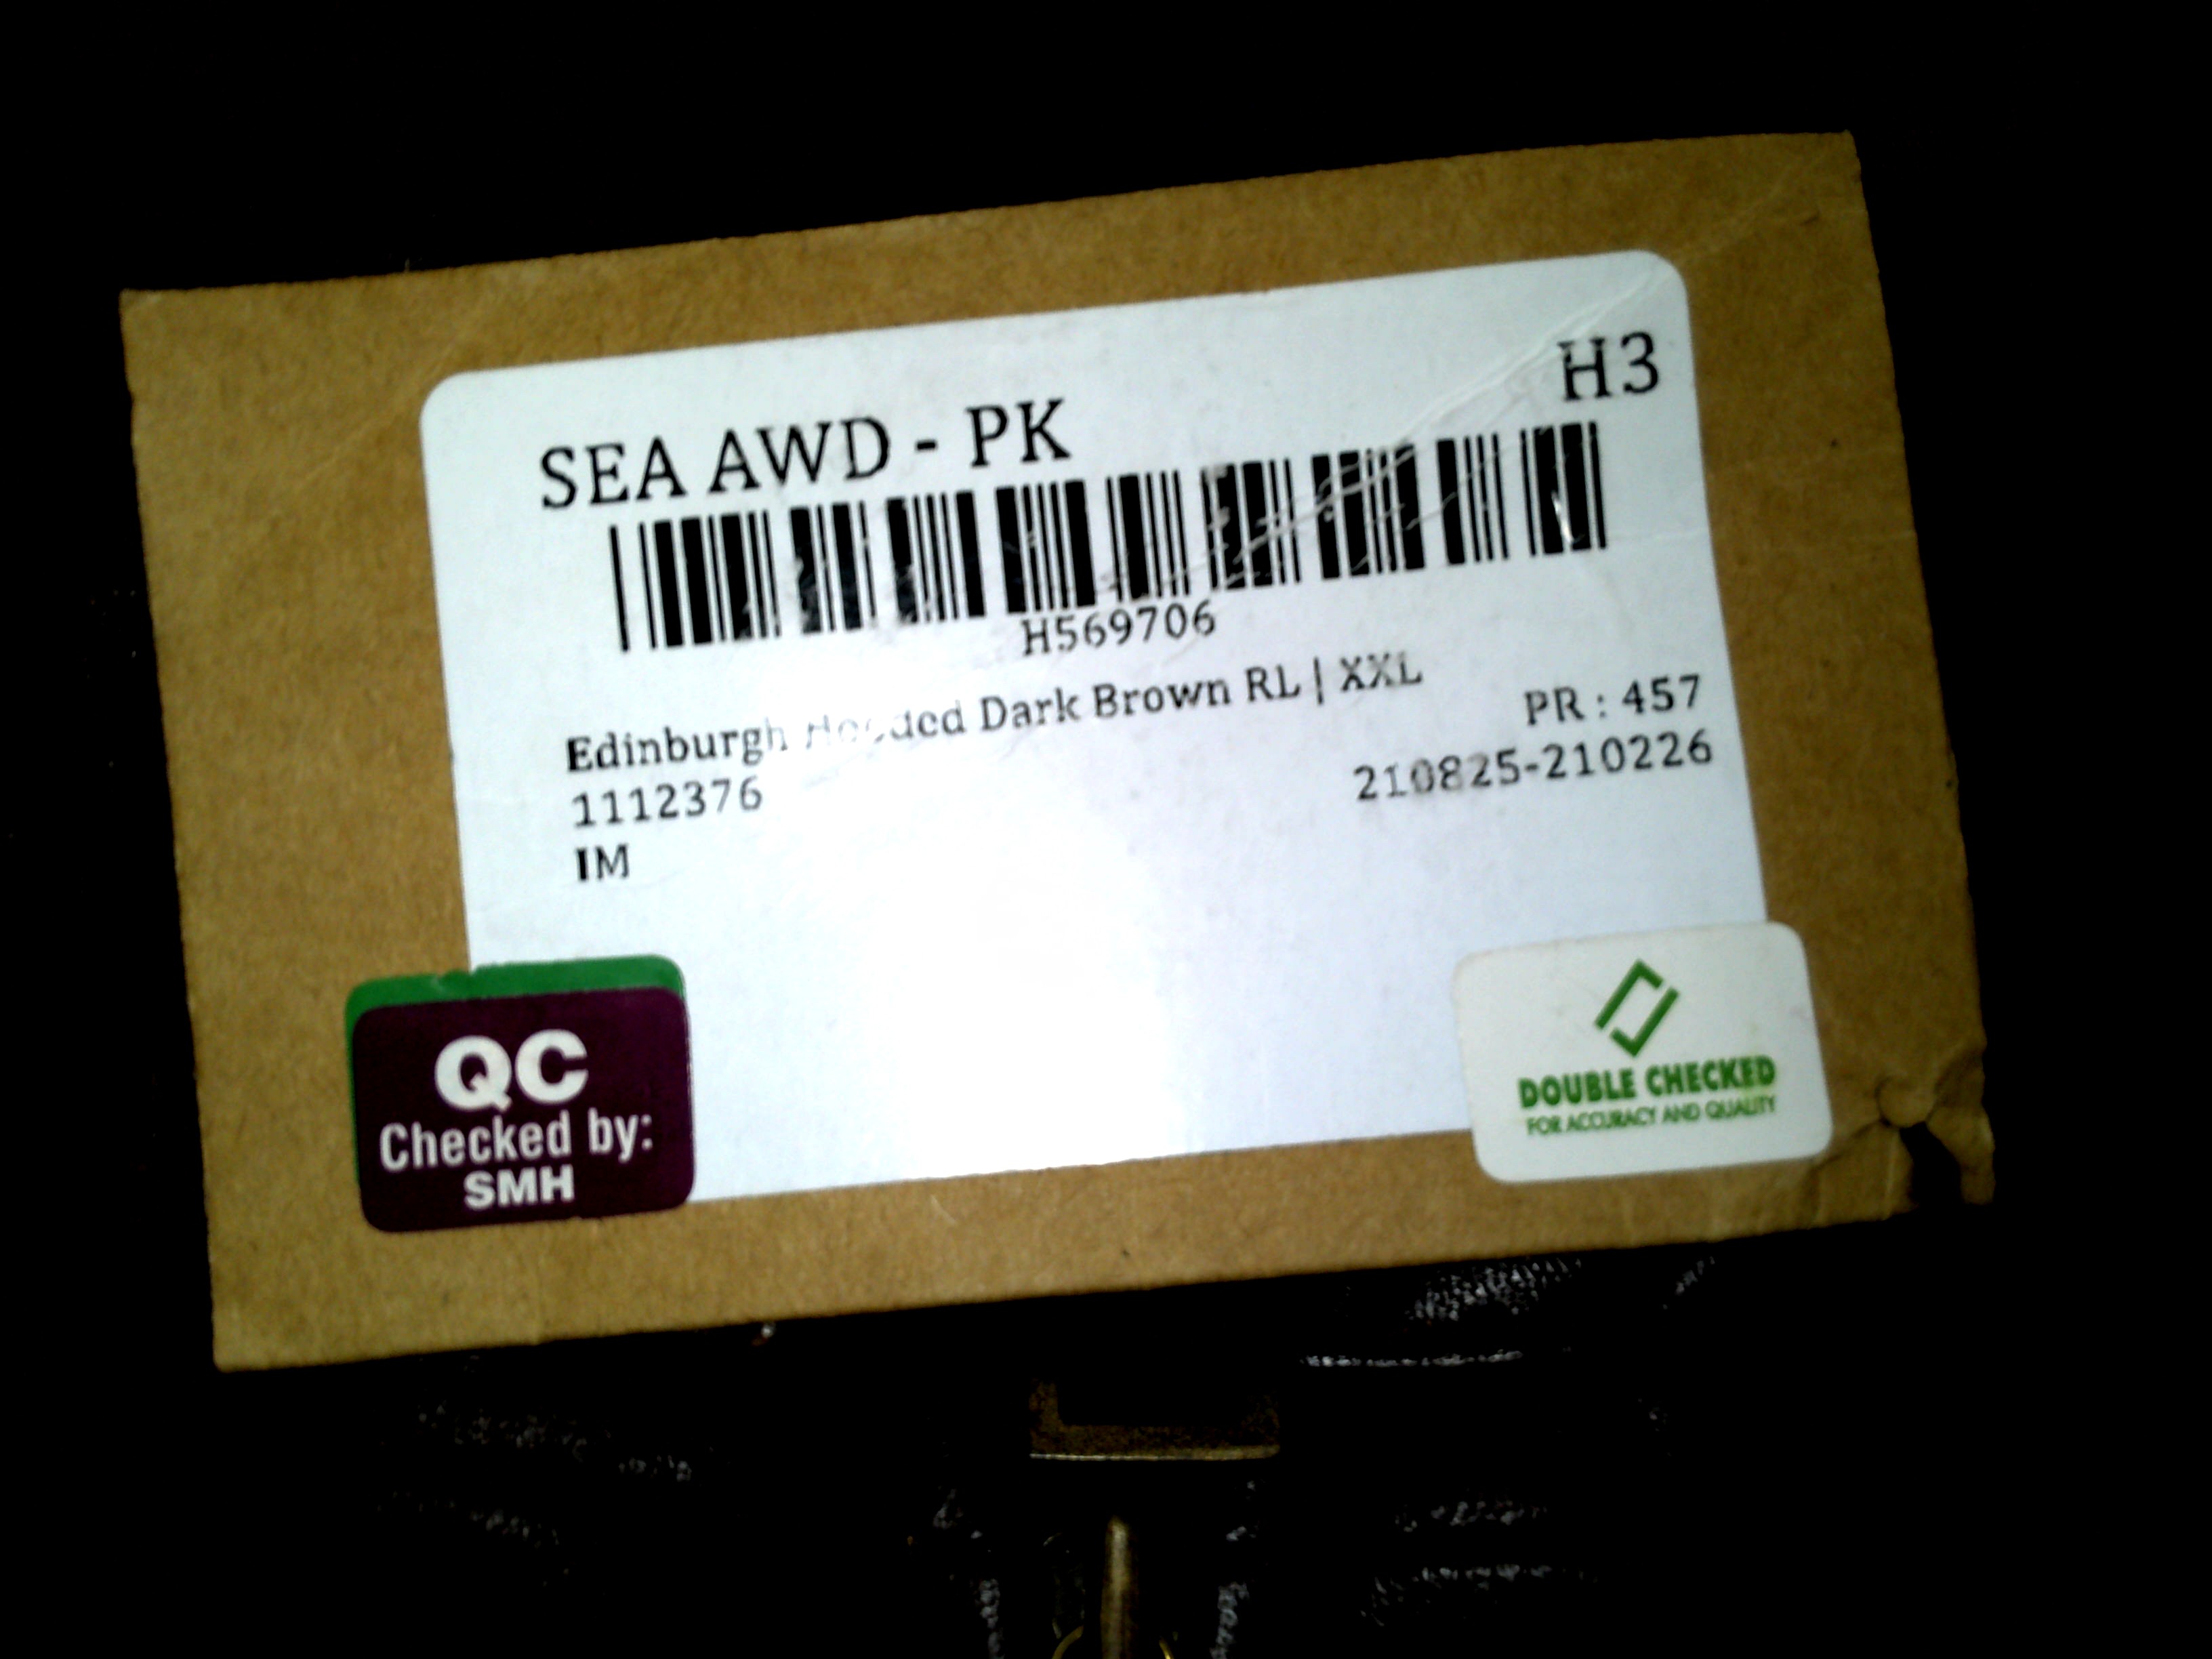 H3
SEA AWD - PK
H569706
Edinburgh Hooded Dark Brown RL | XXL
PR : 457
1112376
210825-210226
IM
QC
Checked by:
SMH
DOUBLE CHECKED
FOR ACCURACY AND QUALITY